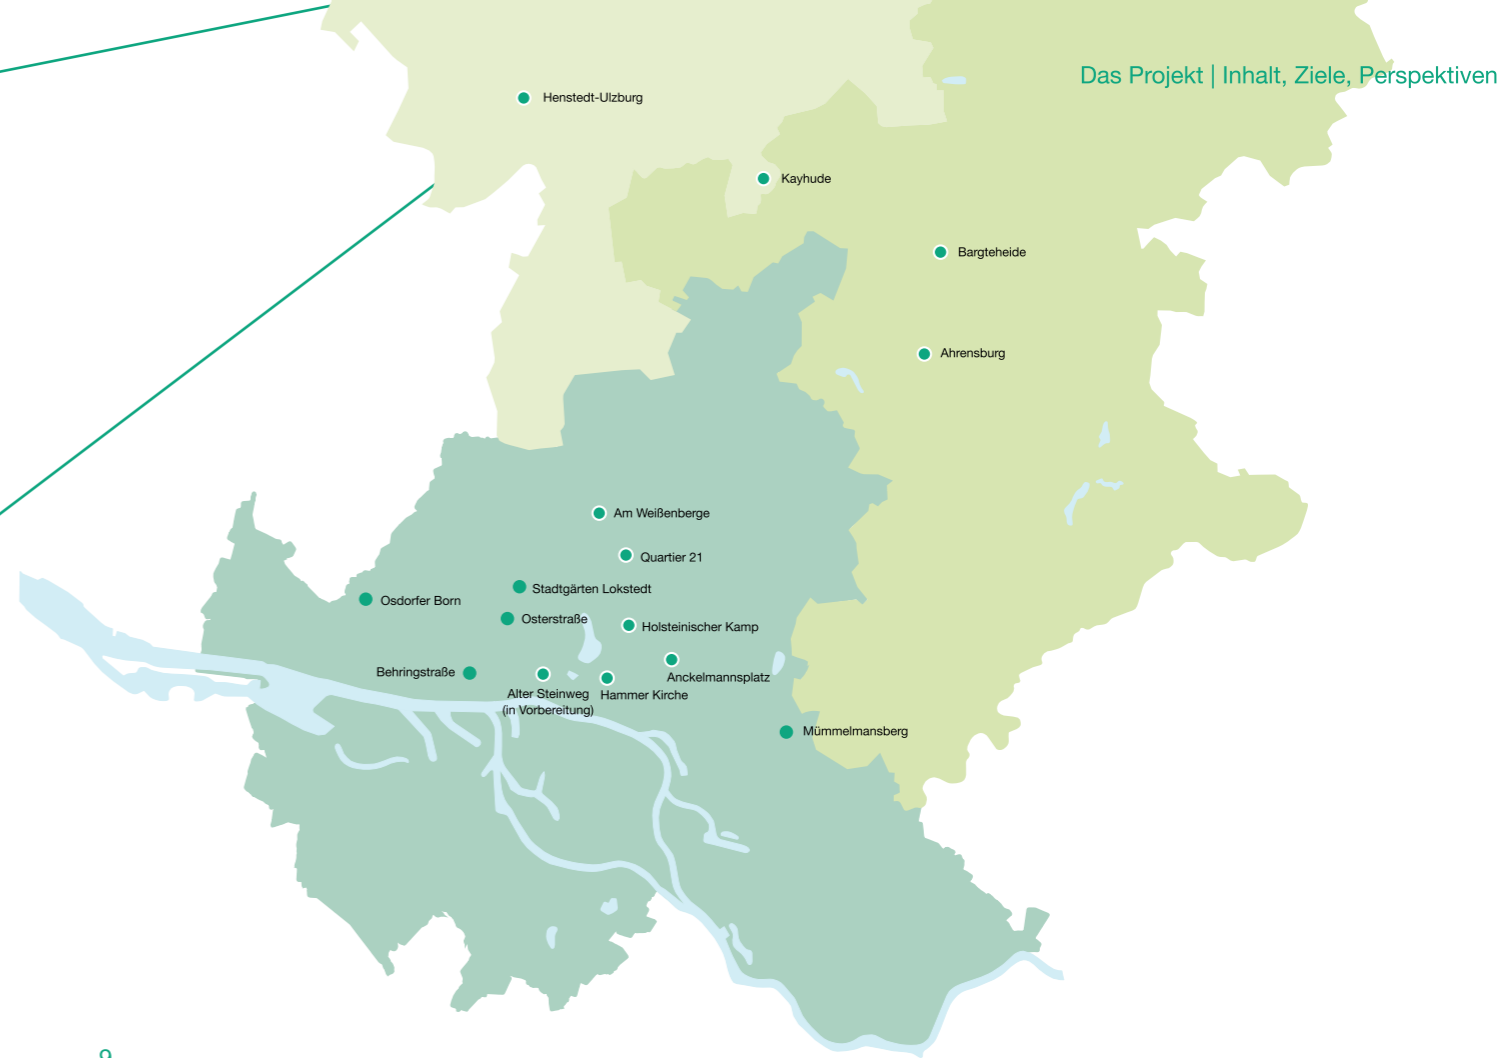 Das Projekt | Inhalt, Ziele, Perspektiven
Henstedt-Ulzburg
Kayhude
Bargteheide
Ahrensburg
Am Weißenberge
Quartier 21
Stadtgärten Lokstedt
Osdorfer Born
Osterstraße
Holsteinischer Kamp
Behringstraße
Anckelmannsplatz
Alter Steinweg
(in Vorbereitung)
Hammer Kirche
Mümmelmansberg
9